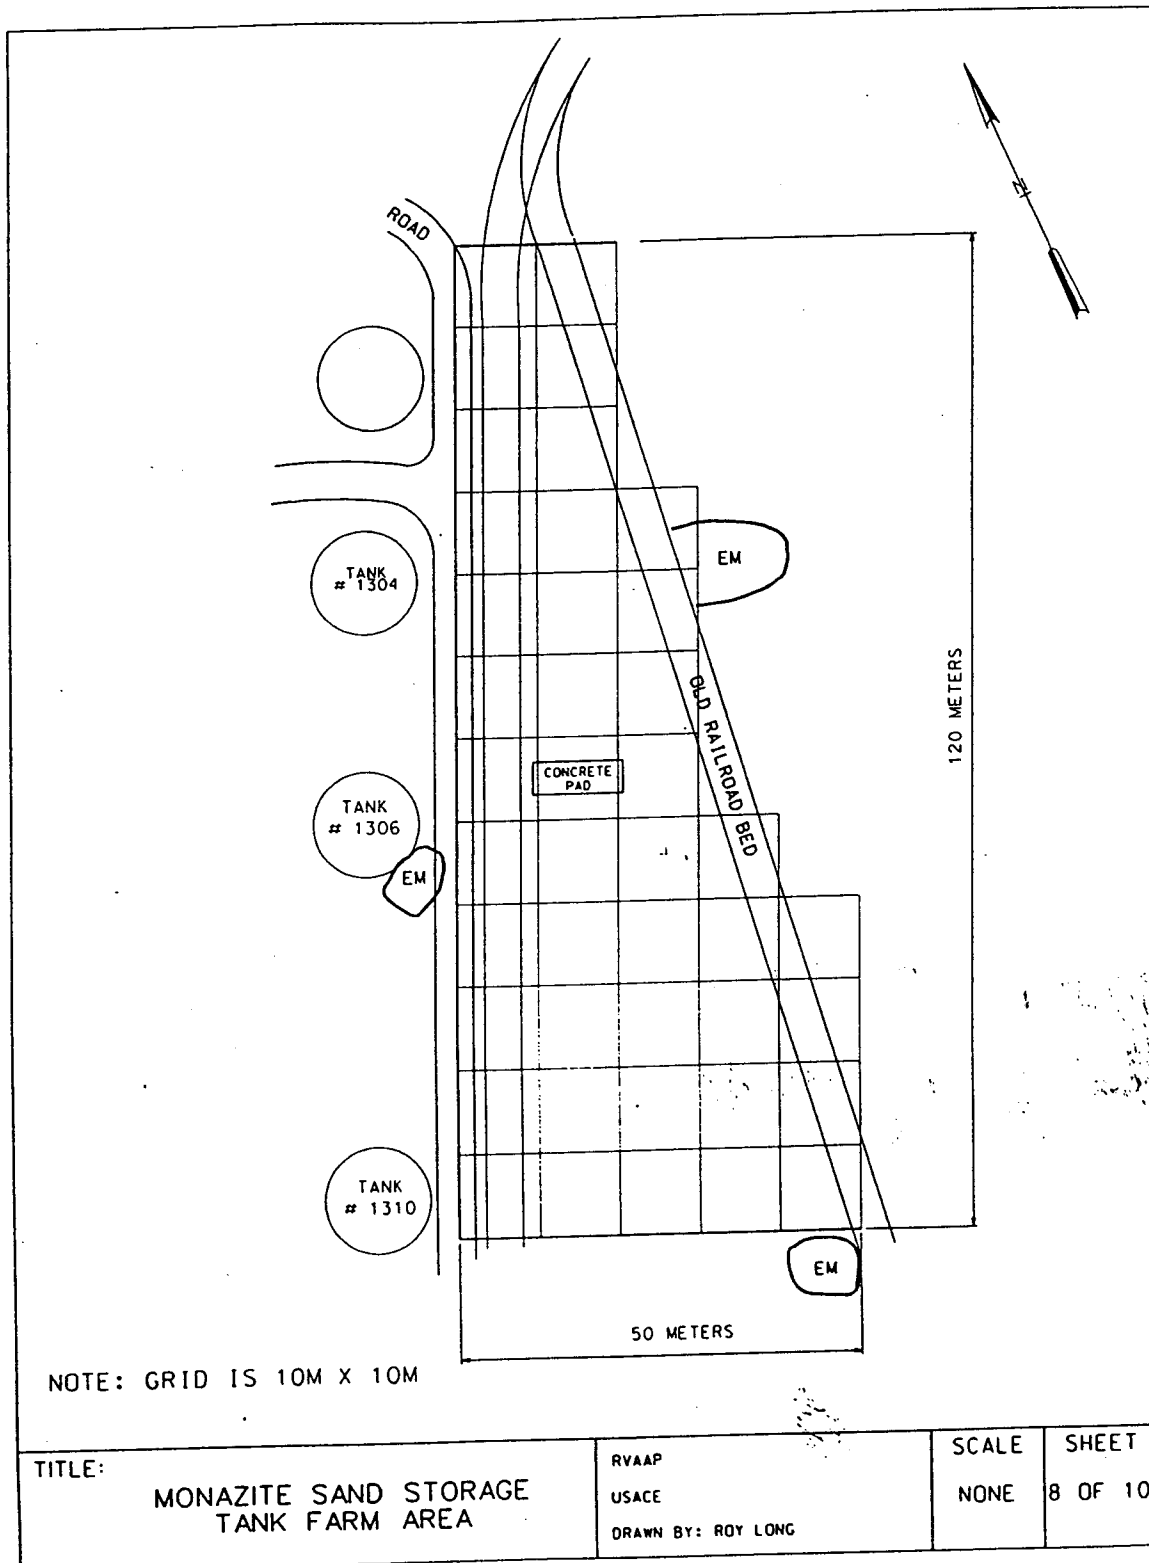 N
ROAD
TANK
# 1304
EM
OLD RAILROAD BED
120 METERS
CONCRETE
PAD
TANK
# 1306
EM
TANK
# 1310
EM
50 METERS
NOTE: GRID IS 10M X 10M
TITLE:
MONAZITE SAND STORAGE
TANK FARM AREA
RVAAP
USACE
DRAWN BY: ROY LONG
SCALE
NONE
SHEET
8 OF 10